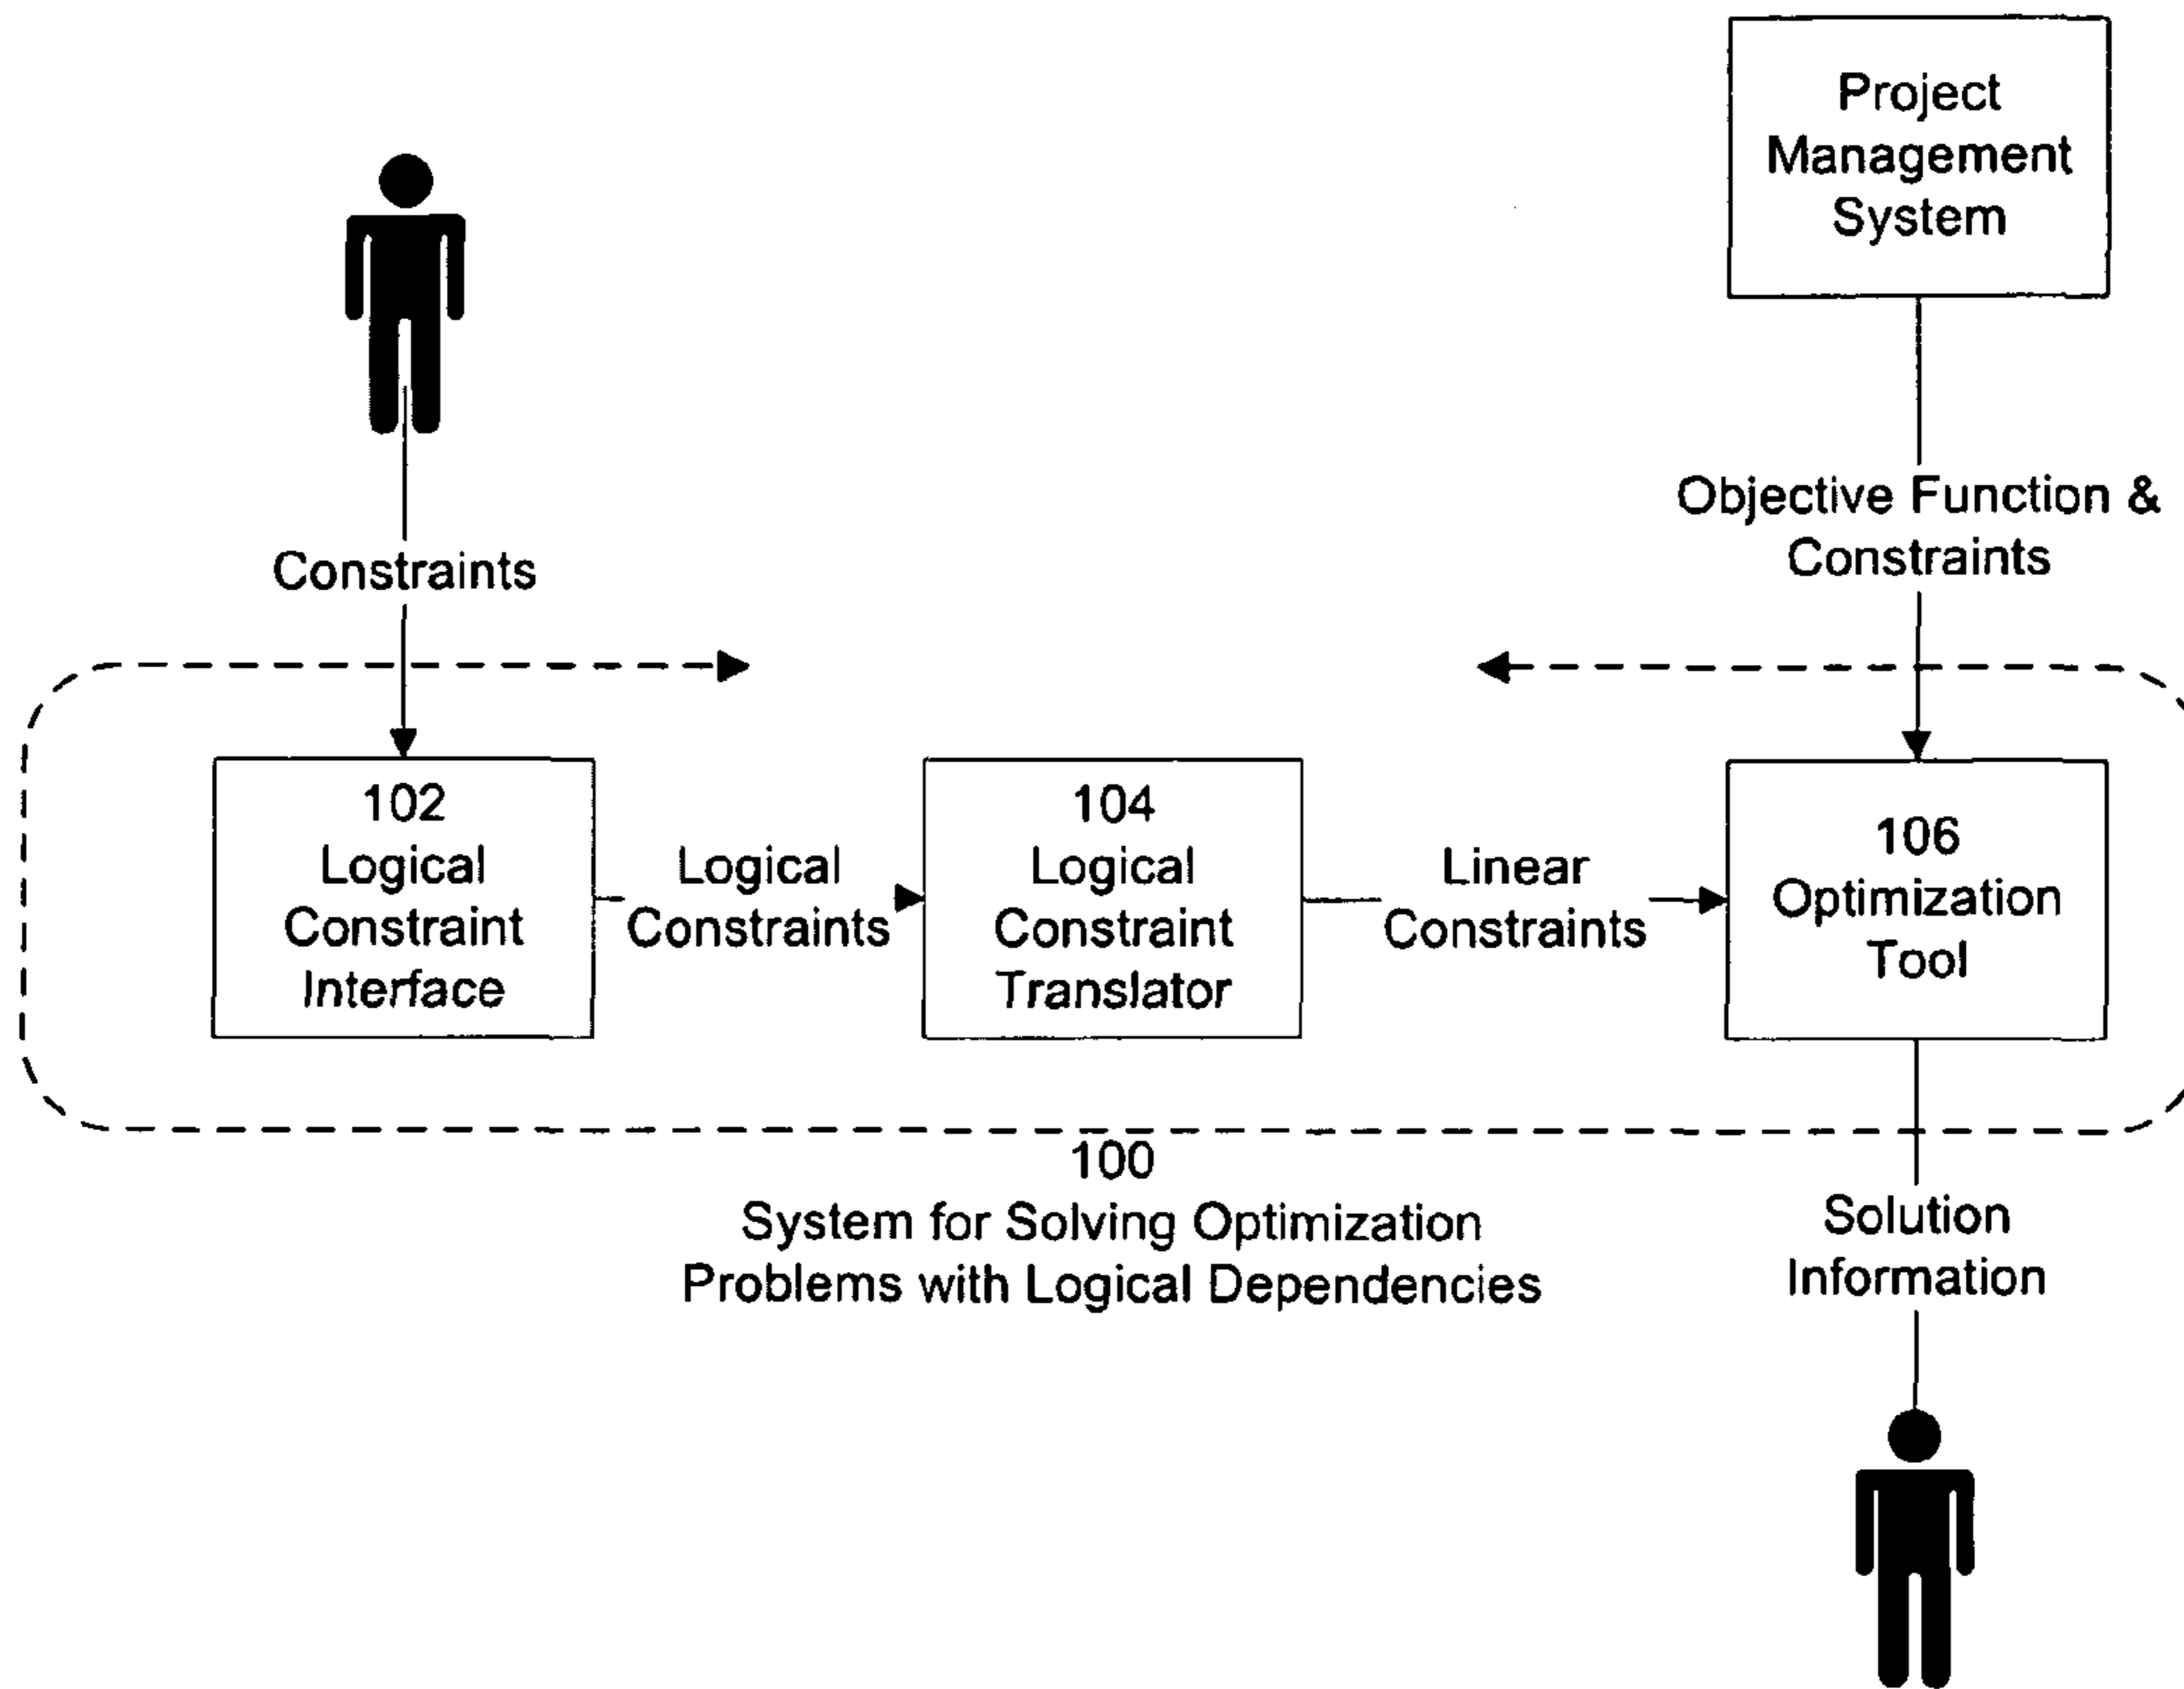 Project
Management
System
Objective Function &
Constraints
Constraints
102
Logical
Constraint
Interface
Logical
Constraints
104
Logical
Constraint
Translator
Linear
Constraints
106
Optimization
Tool
100
System for Solving Optimization
Problems with Logical Dependencies
Solution
Information